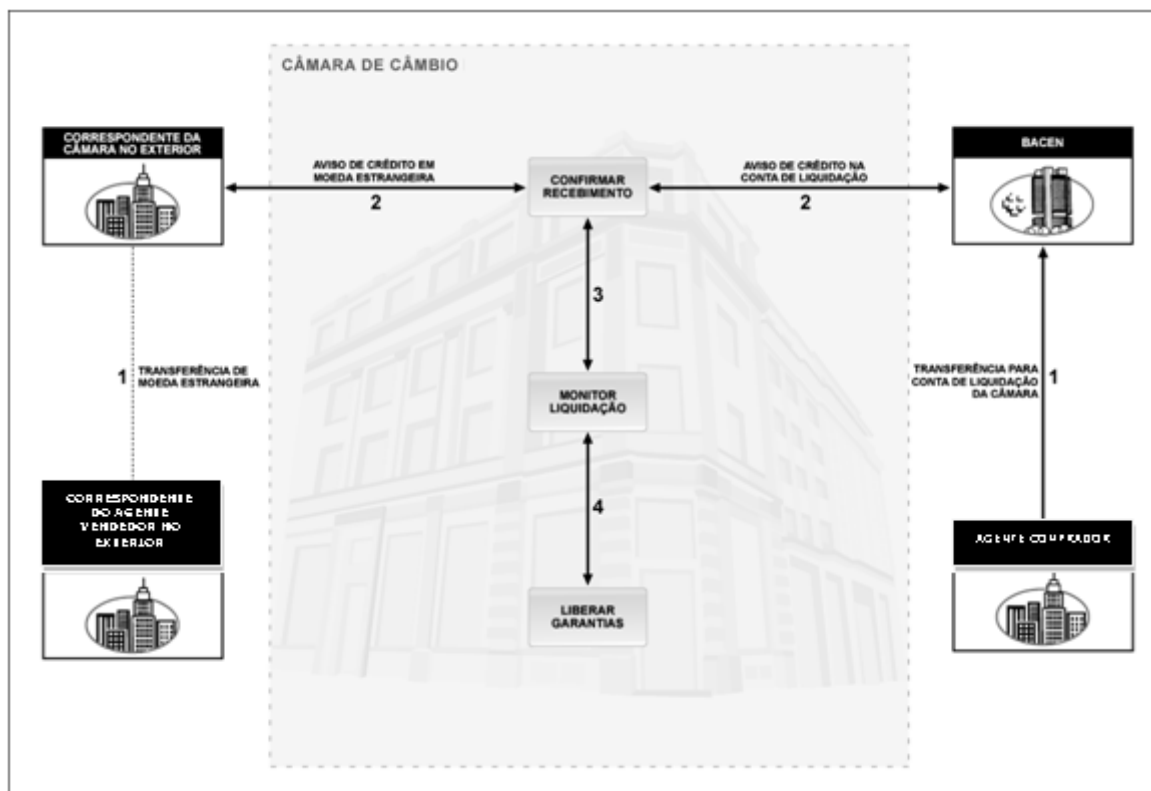 CÂMARA DE CÂMBIO
CORRESPONDENTE DA
CÂMARA NO EXTERIOR
BACEN
AVISO DE CRÉDITO EM
MOEDA ESTRANGEIRA
2
CONFIRMAR
RECEBIMENTO
AVISO DE CRÉDITO NA
CONTA DE LIQUIDAÇÃO
2
3
1
TRANSFERÊNCIA DE
MOEDA ESTRANGEIRA
MONITOR
LIQUIDAÇÃO
TRANSFERÊNCIA PARA
CONTA DE LIQUIDAÇÃO
DA CÂMARA
1
4
CORRESPONDENTE
DO AGENTE
VENDEDOR NO
EXTERIOR
AGENTE COMPRADOR
LIBERAR
GARANTIAS